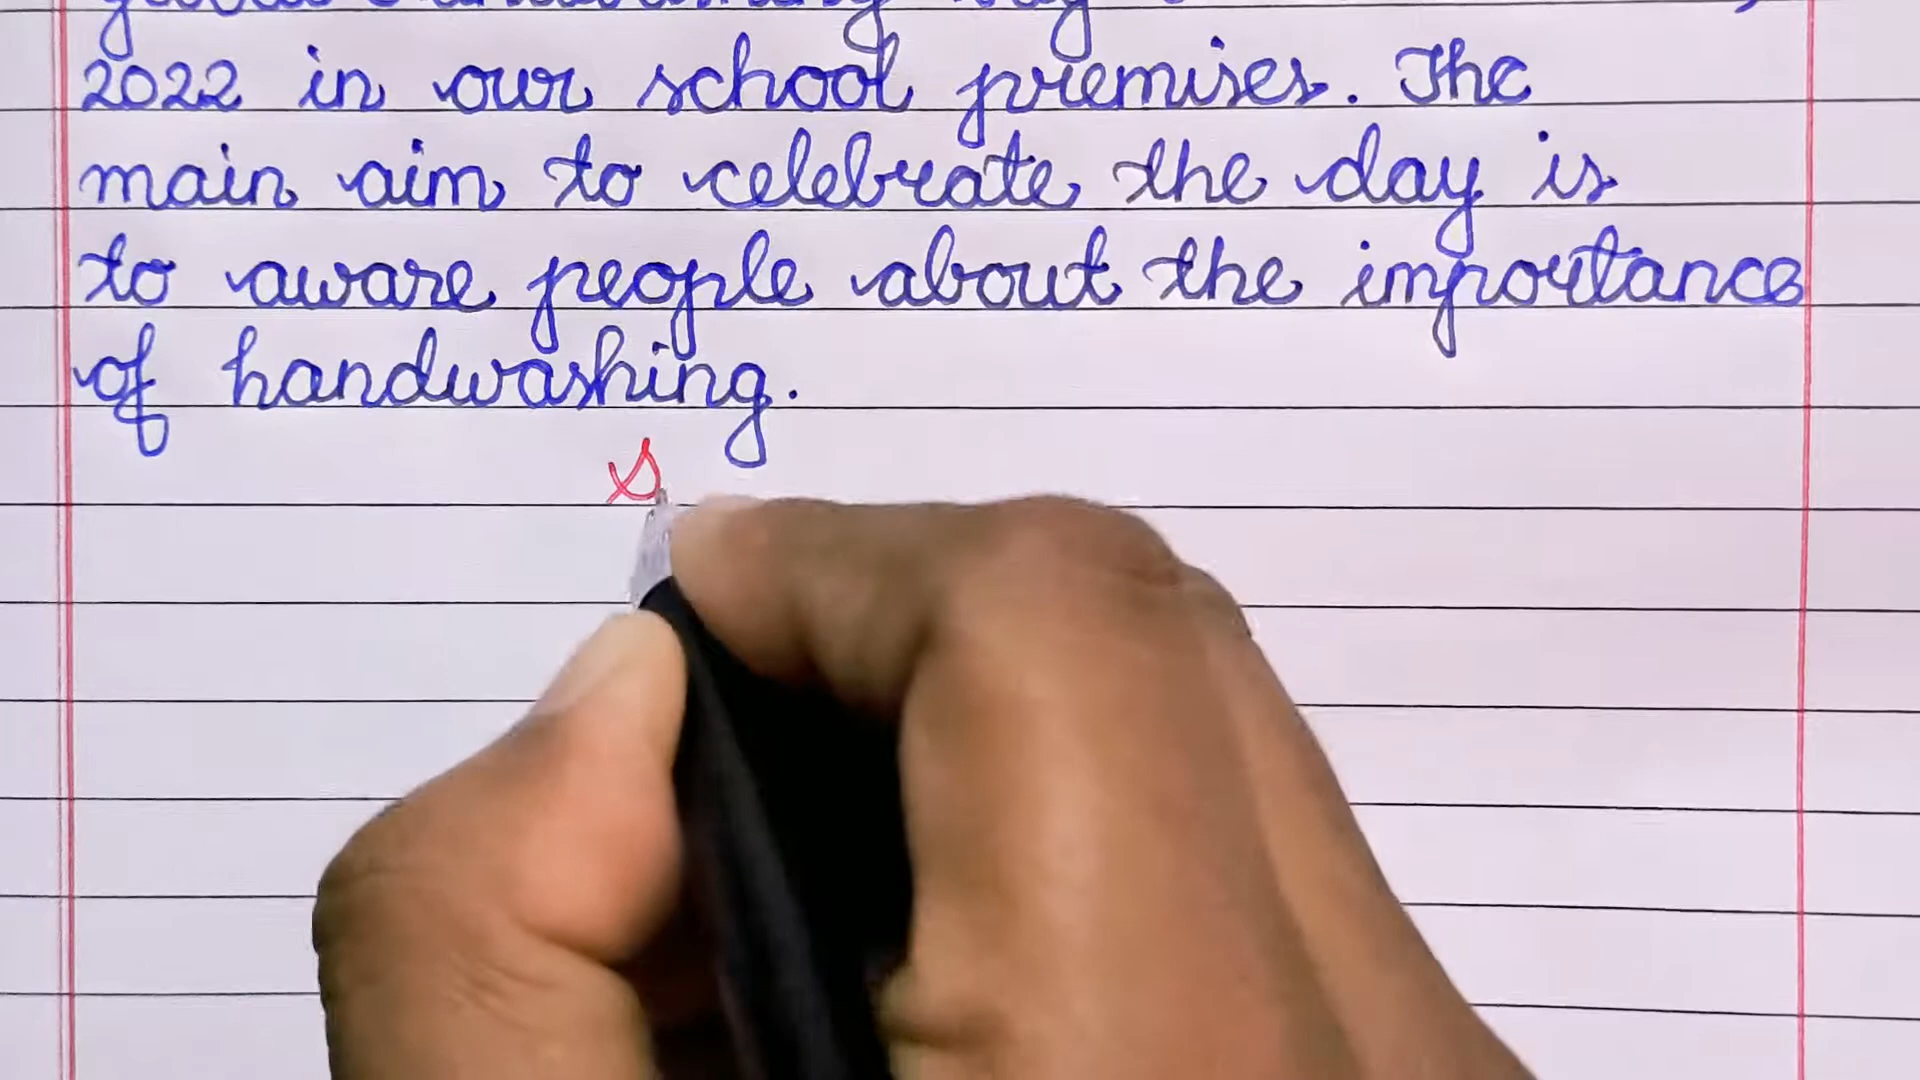 2022 in our school premises. The
main aim to celebrate the day is
to aware people about the importance
of handwashing.
s